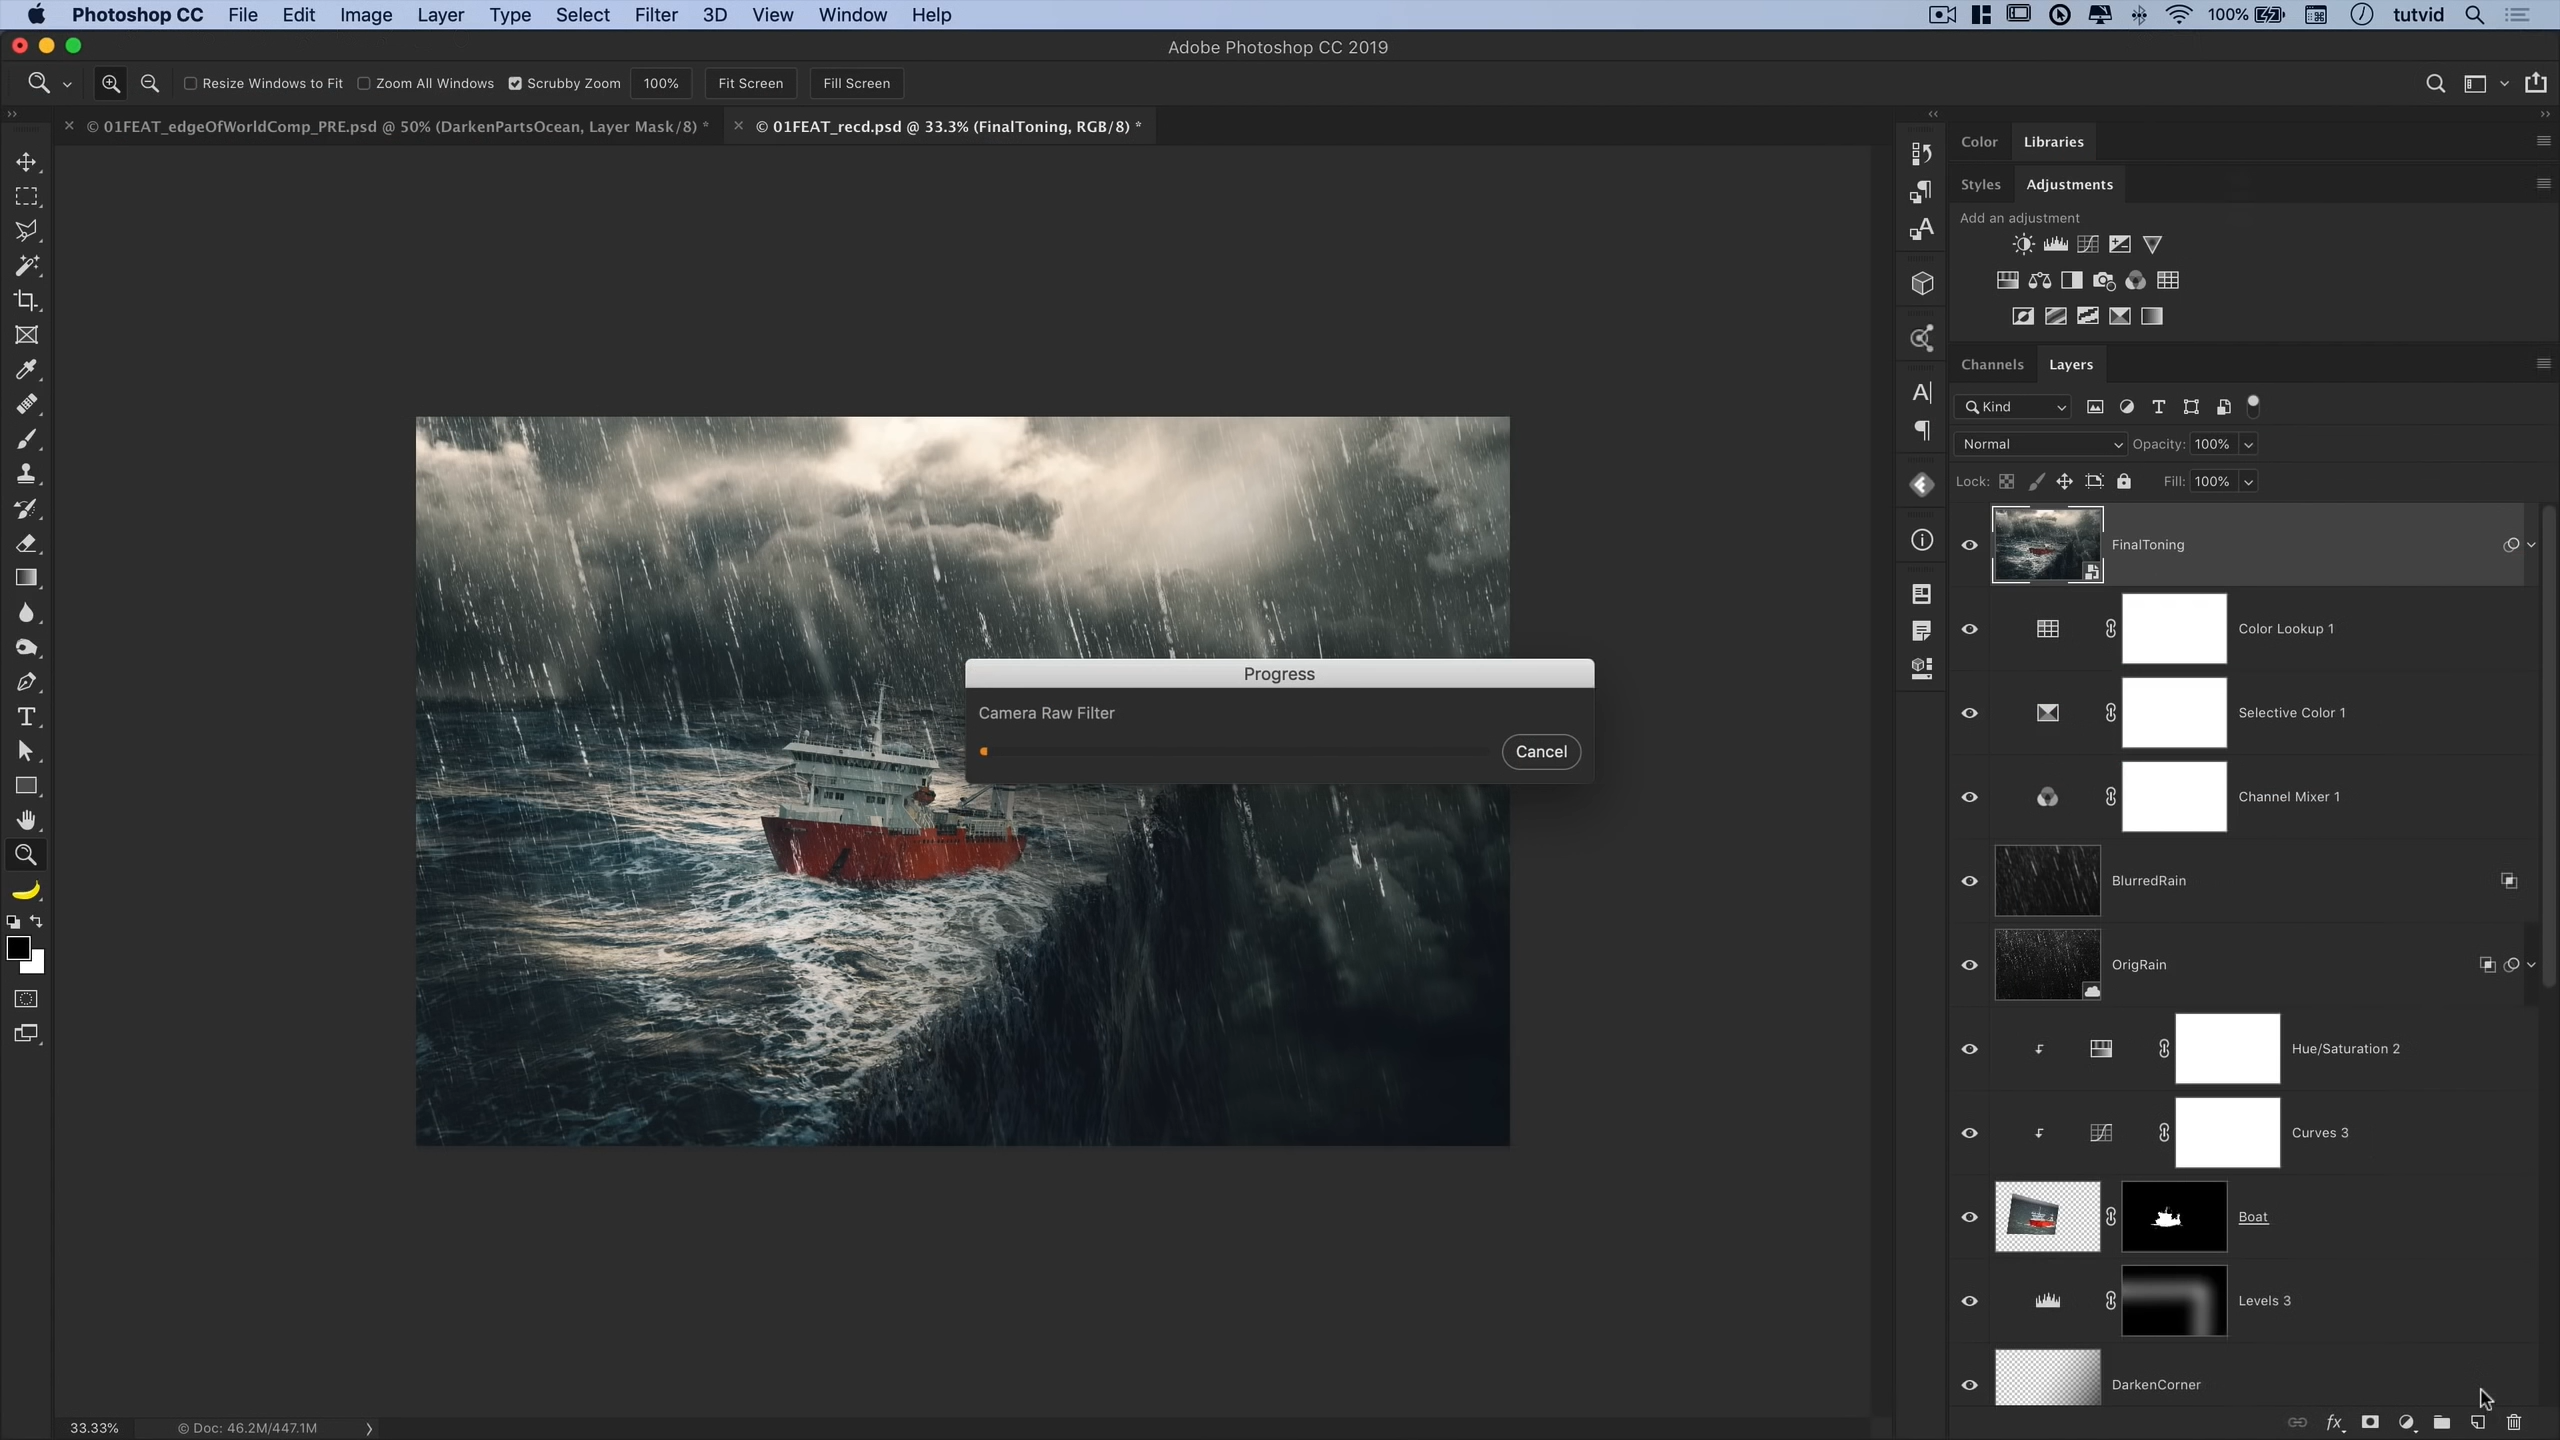 Photoshop CC File Edit Image Layer Type Select Filter 3D View Window Help 100% tutvid
Adobe Photoshop CC 2019
Resize Windows to Fit Zoom All Windows Scrubby Zoom 100% Fit Screen Fill Screen
© 01FEAT_edgeOfWorldComp_PRE.psd @ 50% (DarkenPartsOcean, Layer Mask/8) * © 01FEAT_recd.psd @ 33.3% (FinalToning, RGB/8) *
Color Libraries
Styles Adjustments
Add an adjustment
Channels Layers
Kind
Normal Opacity: 100%
Lock: Fill: 100%
FinalToning
Color Lookup 1
Progress
Camera Raw Filter
Cancel
Selective Color 1
Channel Mixer 1
BlurredRain
OrigRain
Hue/Saturation 2
Curves 3
Boat
Levels 3
DarkenCorner
33.33% © Doc: 46.2M/447.1M
fx